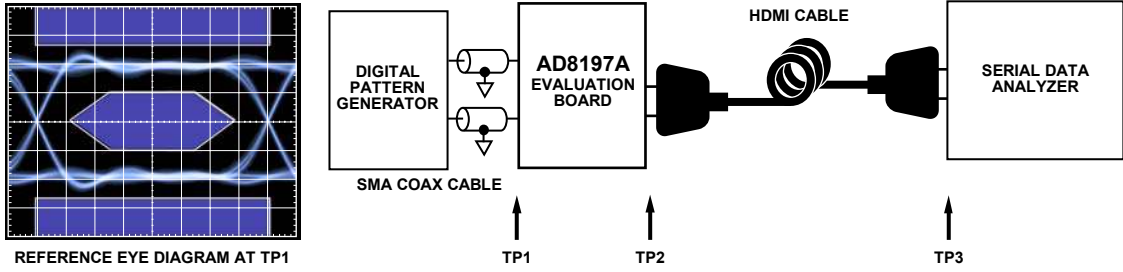 REFERENCE EYE DIAGRAM AT TP1
DIGITAL
PATTERN
GENERATOR
SMA COAX CABLE
AD8197A
EVALUATION
BOARD
HDMI CABLE
SERIAL DATA
ANALYZER
TP1
TP2
TP3